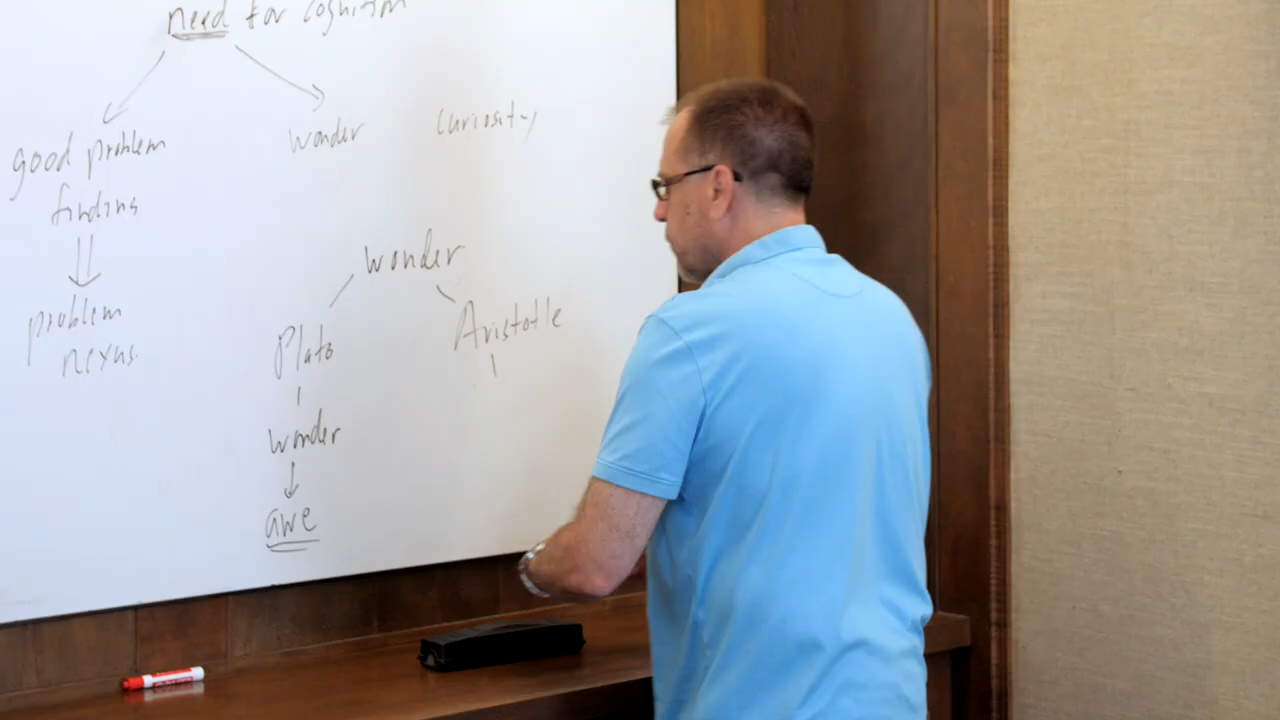 need for cognition
good problem
finding
problem
nexus.
wonder
curiosity
wonder
Plato
Aristotle
wonder
awe